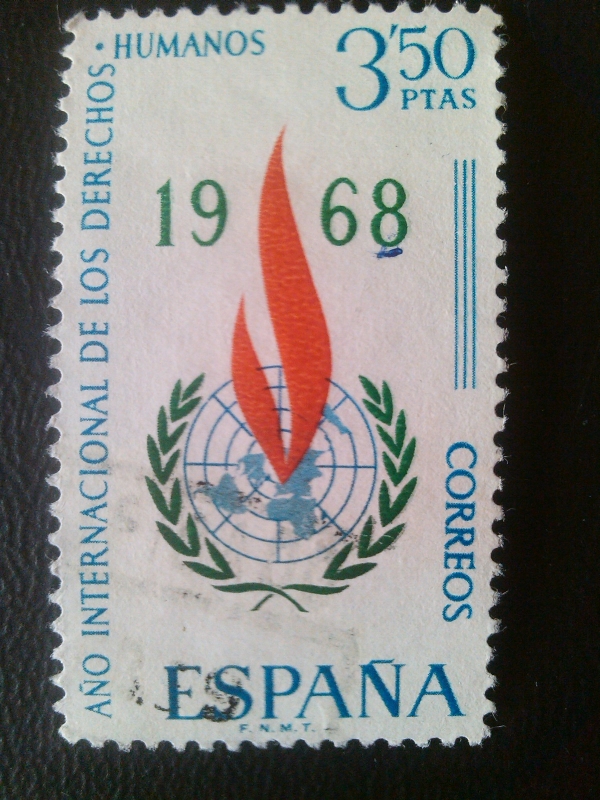 AÑO INTERNACIONAL DE LOS DERECHOS • HUMANOS
3'50
PTAS
1968
CORREOS
ESPAÑA
F.N.M.T.